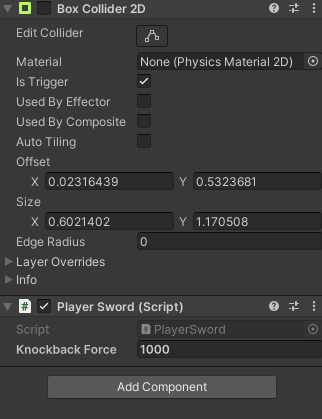 Box Collider 2D
Edit Collider
Material None (Physics Material 2D)
Is Trigger
Used By Effector
Used By Composite
Auto Tiling
Offset
X 0.02316439 Y 0.5323681
Size
X 0.6021402 Y 1.170508
Edge Radius 0
Layer Overrides
Info
# Player Sword (Script)
Script # PlayerSword
Knockback Force 1000
Add Component